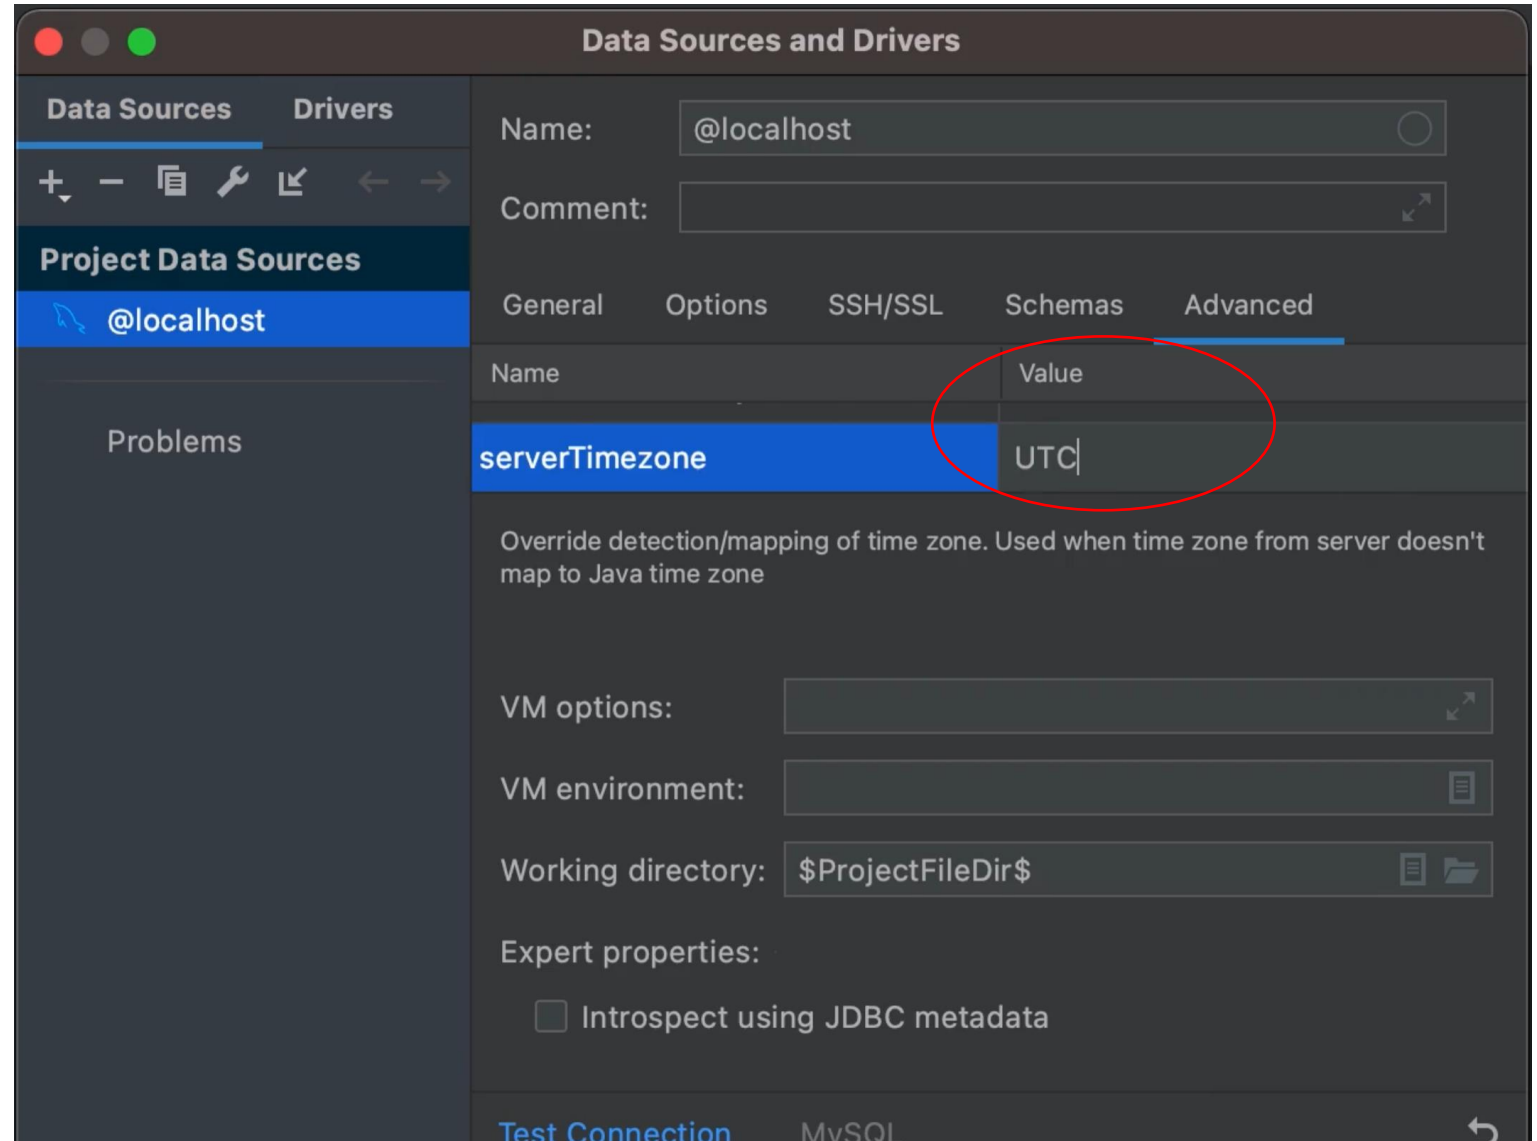 Data Sources and Drivers
Data Sources Drivers
Name: @localhost
Comment:
Project Data Sources
@localhost
General Options SSH/SSL Schemas Advanced
Name Value
Problems
serverTimezone UTC
Override detection/mapping of time zone. Used when time zone from server doesn't
map to Java time zone
VM options:
VM environment:
Working directory: $ProjectFileDir$
Expert properties:
Introspect using JDBC metadata
Test Connection MySQL